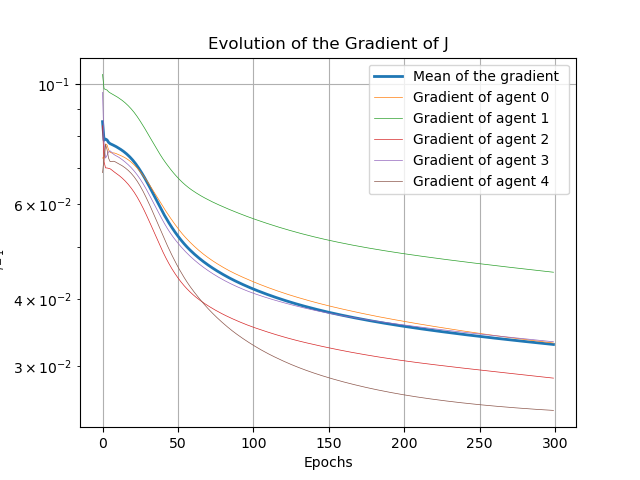 Evolution of the Gradient of J
Mean of the gradient
Gradient of agent 0
Gradient of agent 1
Gradient of agent 2
Gradient of agent 3
Gradient of agent 4
10⁻¹
6 × 10⁻²
4 × 10⁻²
3 × 10⁻²
0 50 100 150 200 250 300
Epochs